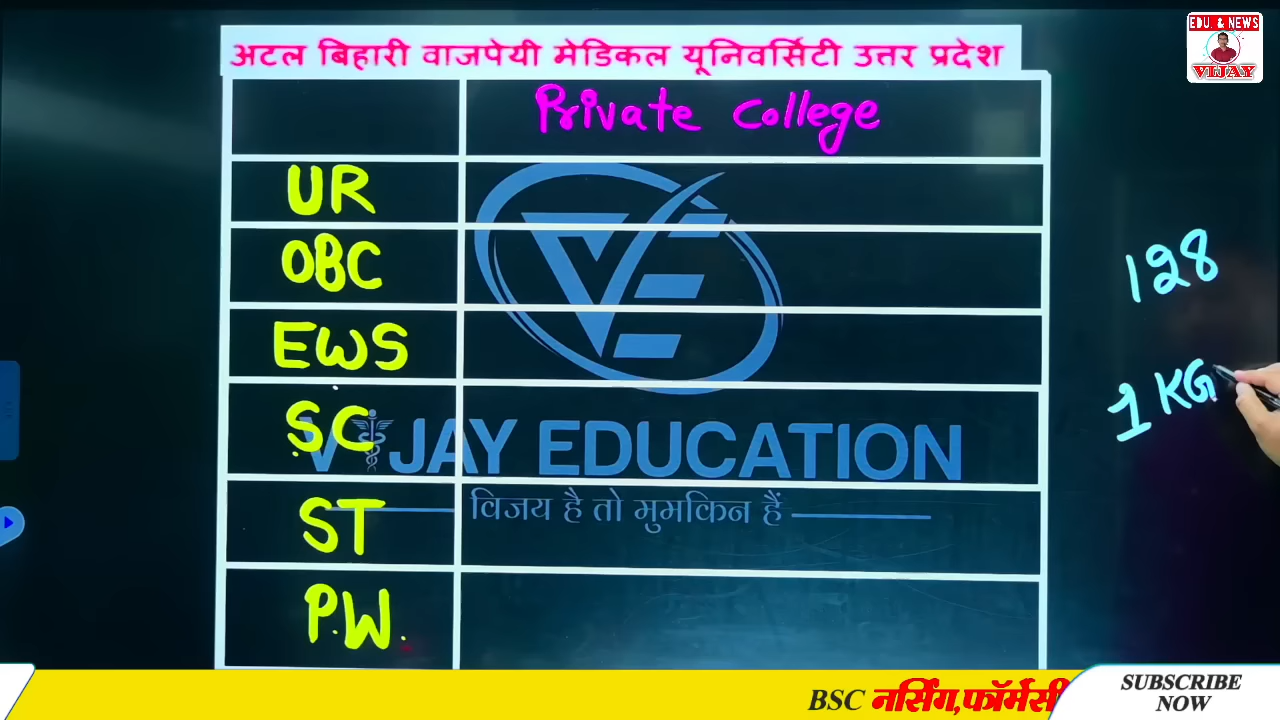 EDU. & NEWS
VIJAY
अटल बिहारी वाजपेयी मेडिकल यूनिवर्सिटी उत्तर प्रदेश
Private College
UR
OBC
EWS
SC
ST
P.W.
128
1 KG
VIJAY EDUCATION
विजय है तो मुमकिन हैं
BSC नर्सिंग,फॉर्मेसी
SUBSCRIBE
NOW